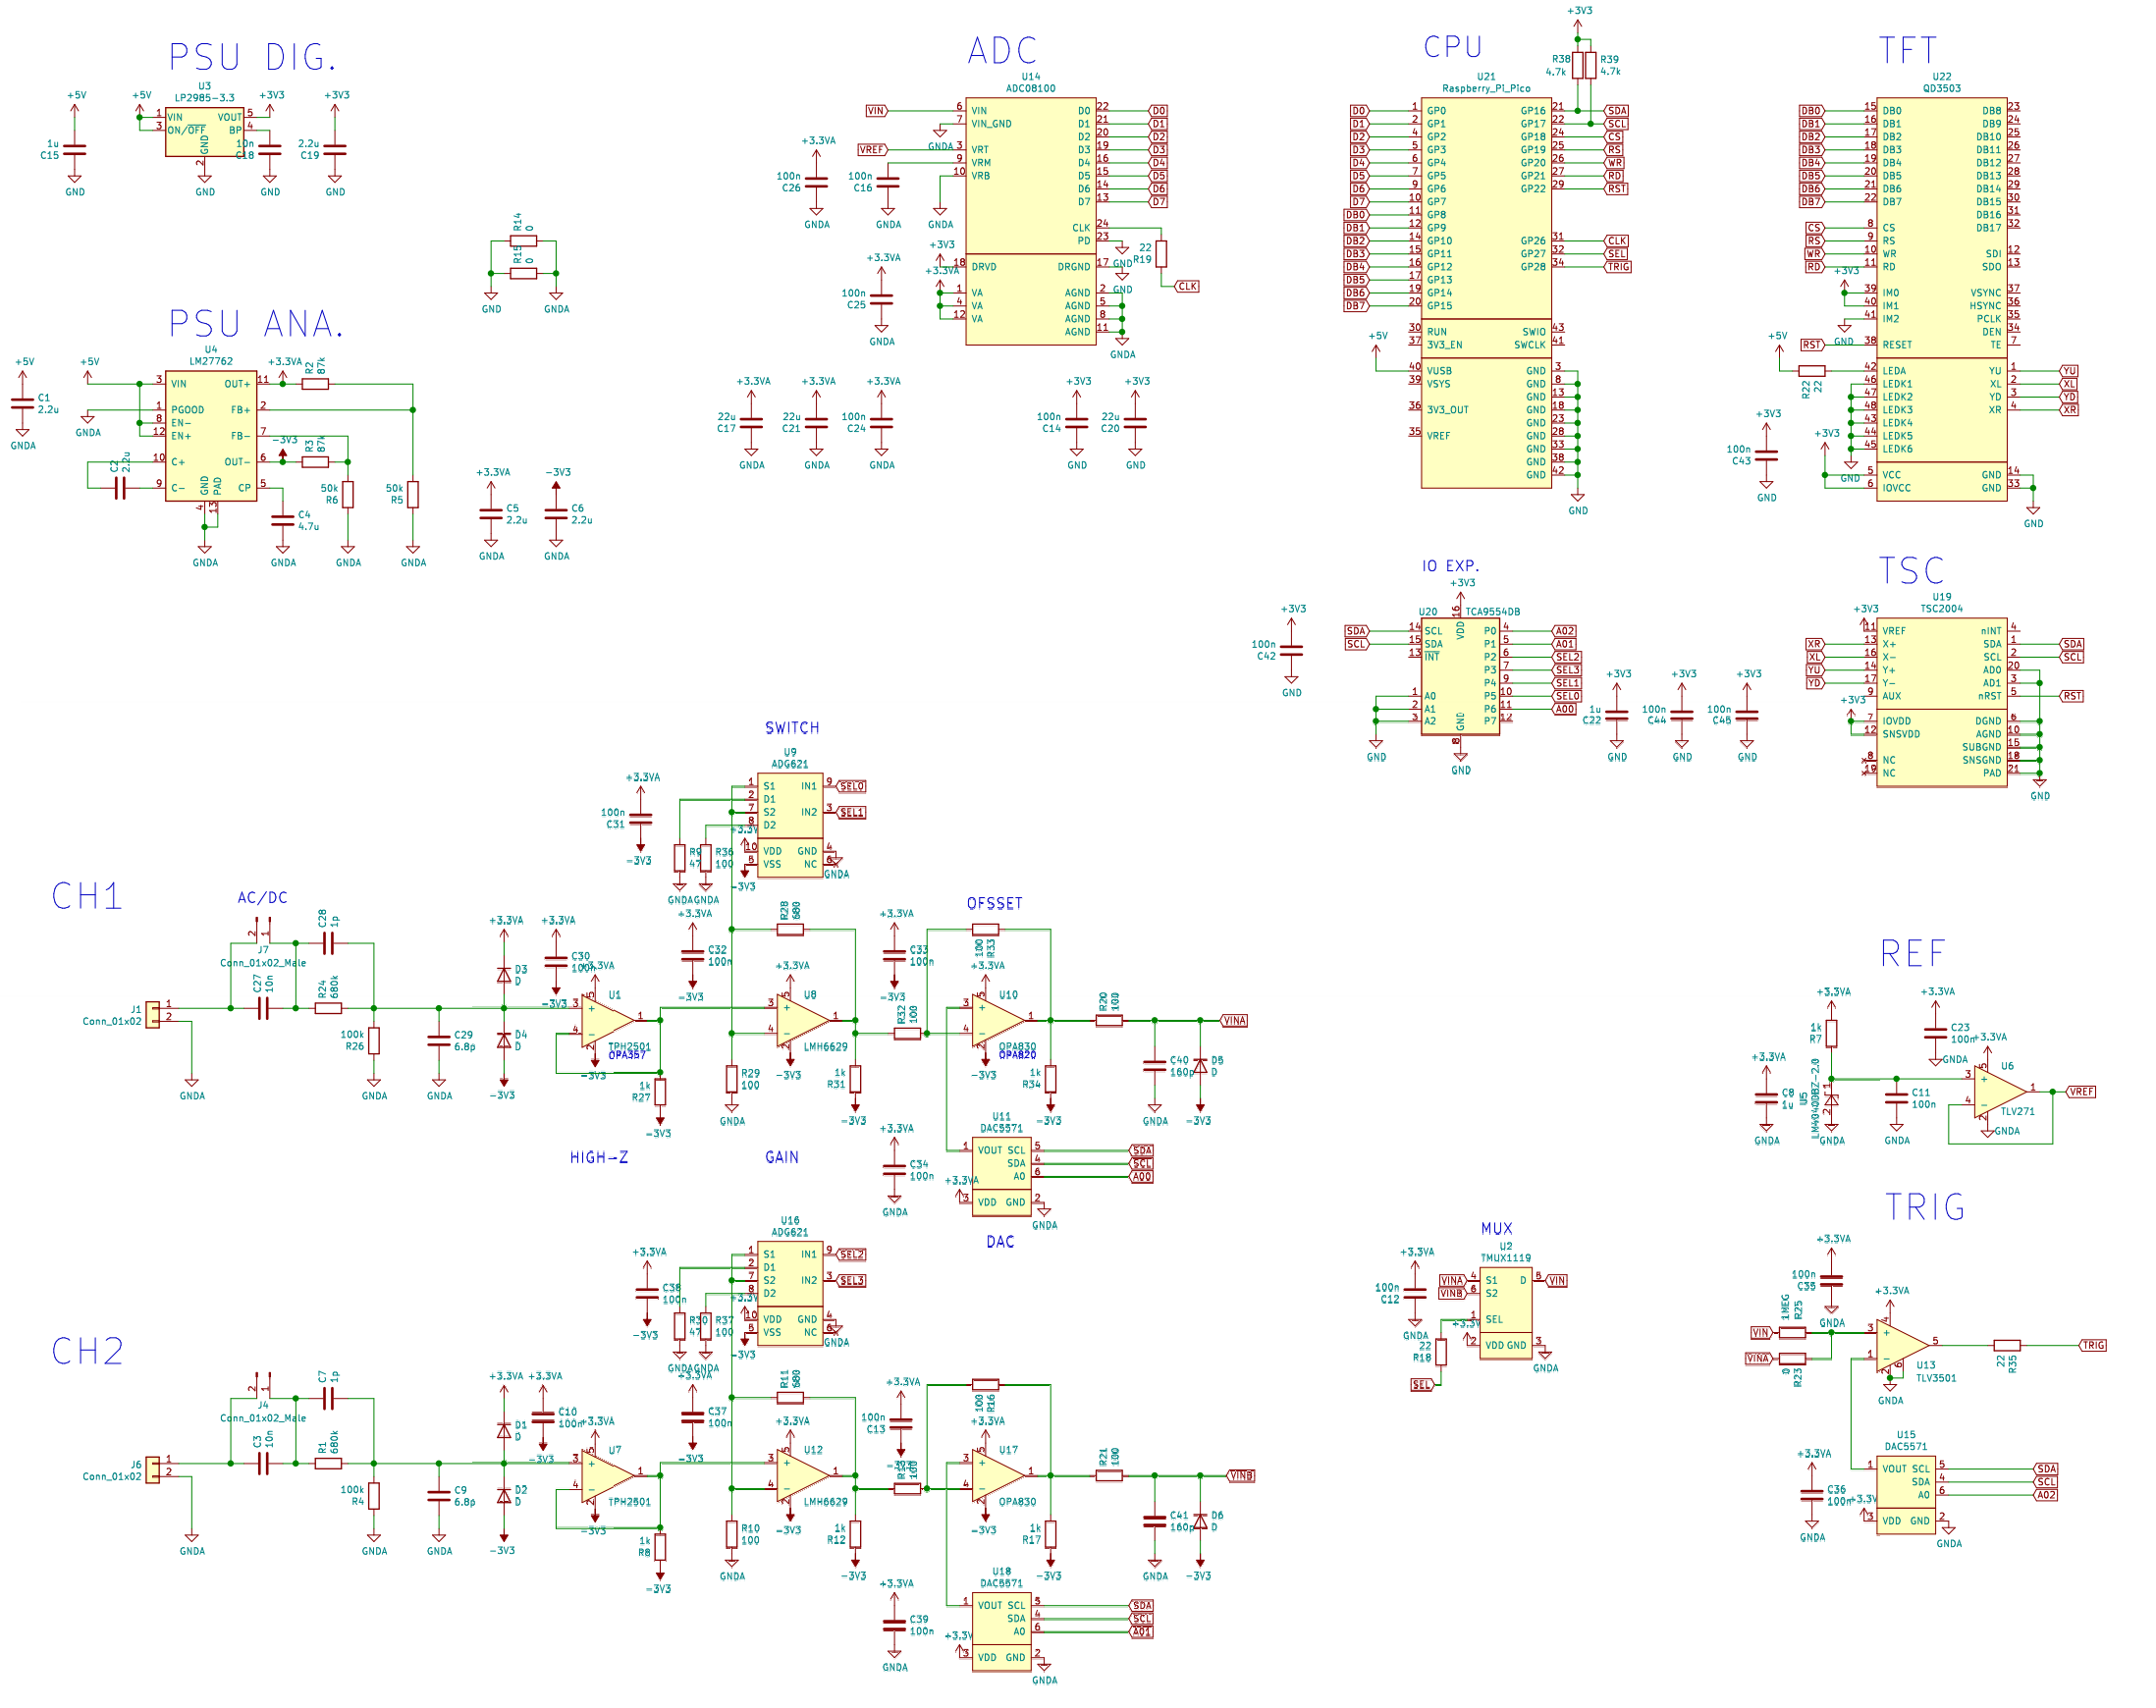 PSU DIG.
U3
LP2985-3.3
+5V
+5V
+3V3
+3V3
1 VIN VOUT 5
3 ON/OFF BP 4
GND
2
1u
C15
10n
C18
2.2u
C19
GND
GND
GND
GND
R14
0
R15
0
GND
GNDA
PSU ANA.
U4
LM27762
+5V
+5V
+3.3VA
R2
87k
3 VIN OUT+ 11
1 PGOOD FB+ 2
8 EN-
12 EN+ FB- 7
10 C+ OUT- 6
9 C- CP 5
GND
PAD
4
13
C1
2.2u
GNDA
GNDA
C2
2.2u
-3V3
R3
87k
50k
R6
50k
R5
C4
4.7u
GNDA
GNDA
GNDA
GNDA
+3.3VA
C5
2.2u
GNDA
-3V3
C6
2.2u
GNDA
ADC
U14
ADC08100
VIN
6 VIN D0 22 D0
7 VIN_GND D1 21 D1
D2 20 D2
VREF
3 VRT D3 19 D3
9 VRM D4 16 D4
10 VRB D5 15 D5
D6 14 D6
D7 13 D7
CLK 24
PD 23
18 DRVD DRGND 17
1 VA AGND 2
4 VA AGND 5
AGND 8
12 VA AGND 11
GNDA
GNDA
GND
GND
GNDA
+3V3
+3.3VA
22
R19
CLK
+3.3VA
100n
C26
GNDA
100n
C16
GNDA
+3V3
100n
C25
GNDA
+3.3VA
22u
C17
GNDA
+3.3VA
22u
C21
GNDA
+3.3VA
100n
C24
GNDA
+3V3
100n
C14
GNDA
+3V3
22u
C20
GNDA
CPU
U21
Raspberry_Pi_Pico
+3V3
R38
4.7k
R39
4.7k
D0 1 GP0 GP16 21 SDA
D1 2 GP1 GP17 22 SCL
D2 4 GP2 GP18 24 CS
D3 5 GP3 GP19 25 RS
D4 6 GP4 GP20 26 WR
D5 7 GP5 GP21 27 RD
D6 9 GP6 GP22 29 RST
D7 10 GP7
DB0 11 GP8
DB1 12 GP9
DB2 14 GP10 GP26 31 CLK
DB3 15 GP11 GP27 32 SEL
DB4 16 GP12 GP28 34 TRIG
DB5 17 GP13
DB6 19 GP14
DB7 20 GP15
30 RUN SWIO 43
37 3V3_EN SWCLK 41
+5V
40 VUSB GND 3
39 VSYS GND 8
GND 13
36 3V3_OUT GND 18
GND 23
35 VREF GND 28
GND 33
GND 38
GND 42
GND
TFT
U22
QD3503
DB0 15 DB0 DB8 23
DB1 16 DB1 DB9 24
DB2 17 DB2 DB10 25
DB3 18 DB3 DB11 26
DB4 19 DB4 DB12 27
DB5 20 DB5 DB13 28
DB6 21 DB6 DB14 29
DB7 22 DB7 DB15 30
DB16 31
CS 8 CS DB17 32
RS 9 RS
WR 10 WR SDI 12
RD 11 RD SDO 13
+3V3
39 IM0 VSYNC 37
40 IM1 HSYNC 36
41 IM2 PCLK 35
GND
DEN 34
RST 38 RESET TE 7
+5V
R22
22
42 LEDA YU 1 YU
46 LEDK1 XL 2 XL
47 LEDK2 YD 3 YD
48 LEDK3 XR 4 XR
43 LEDK4
44 LEDK5
45 LEDK6
GND
+3V3
5 VCC GND 14
6 IOVCC GND 33
GND
+3V3
100n
C43
GND
IO EXP.
+3V3
U20
TCA9554DB
16
VDD
SDA 14 SCL P0 4 A02
SCL 15 SDA P1 5 A01
13 INT P2 6 SEL2
P3 7 SEL3
P4 9 SEL1
1 A0 P5 10 SEL0
2 A1 P6 11 A00
3 A2 P7 12
GND
8
GND
GND
+3V3
100n
C42
GND
+3V3
1u
C22
GND
+3V3
100n
C44
GND
+3V3
100n
C45
GND
TSC
U19
TSC2004
+3V3
11 VREF nINT 4
XR 13 X+ SDA 1 SDA
XL 16 X- SCL 2 SCL
YU 14 Y+ AD0 20
YD 17 Y- AD1 3
9 AUX nRST 5 RST
+3V3
7 IOVDD DGND 6
12 SNSVDD AGND 10
SUBGND 15
8 NC SNSGND 18
19 NC PAD 21
GND
SWITCH
U9
ADG621
1 S1 IN1 9 SEL0
2 D1
7 S2 IN2 3 SEL1
8 D2
10 VDD GND 4
5 VSS NC 6
+3.3VA
100n
C31
-3V3
R9
47
R36
100
GNDA
GNDA
GNDA
-3V3
CH1
AC/DC
2
1
J7
Conn_01x02_Male
C28
1p
C27
10n
R24
680k
J1
Conn_01x02
1
2
GNDA
100k
R26
GNDA
C29
6.8p
GNDA
+3.3VA
D3
D
D4
D
-3V3
+3.3VA
C30
100n
-3V3
+3.3VA
U1
TPH2501
OPA357
-3V3
1k
R27
-3V3
+3.3VA
C32
100n
-3V3
R28
680
+3.3VA
U8
LMH6629
-3V3
R29
100
GNDA
1k
R31
-3V3
OFSSET
+3.3VA
C33
100n
-3V3
R32
100
100
R33
+3.3VA
U10
OPA830
OPA820
-3V3
1k
R34
-3V3
R20
100
VINA
C40
160p
GNDA
D5
D
-3V3
HIGH-Z
GAIN
U11
DAC5571
1 VOUT SCL 5 SDA
SDA 4 SCL
A0 6 A00
3 VDD GND 2
+3.3VA
GNDA
+3.3VA
C34
100n
GNDA
DAC
REF
+3.3VA
1k
R7
+3.3VA
C8
1u
GNDA
U5
LM4040DBZ-2.0
GNDA
C11
100n
GNDA
+3.3VA
C23
100n
GNDA
+3.3VA
U6
TLV271
GNDA
VREF
CH2
U16
ADG621
1 S1 IN1 9 SEL2
2 D1
7 S2 IN2 3 SEL3
8 D2
10 VDD GND 4
5 VSS NC 6
+3.3VA
C38
100n
-3V3
R30
47
R37
100
GNDA
GNDA
GNDA
-3V3
2
1
J4
Conn_01x02_Male
C7
1p
C3
10n
R1
680k
J6
Conn_01x02
1
2
GNDA
100k
R4
GNDA
C9
6.8p
GNDA
+3.3VA
D1
D
D2
D
-3V3
+3.3VA
C10
100n
-3V3
+3.3VA
U7
TPH2501
-3V3
1k
R8
-3V3
+3.3VA
C37
100n
-3V3
R11
680
+3.3VA
U12
LMH6629
-3V3
R10
100
GNDA
1k
R12
-3V3
+3.3VA
100n
C13
-3V3
100
100
R16
+3.3VA
U17
OPA830
-3V3
1k
R17
-3V3
R21
100
VINB
C41
160p
GNDA
D6
D
-3V3
U18
DAC5571
1 VOUT SCL 5 SDA
SDA 4 SCL
A0 6 A01
3 VDD GND 2
GNDA
+3.3VA
C39
100n
GNDA
MUX
U2
TMUX1119
VINA 4 S1 D 5 VIN
VINB 6 S2
1 SEL
2 VDD GND 3
GNDA
+3.3VA
100n
C12
GNDA
22
R18
SEL
TRIG
+3.3VA
100n
C35
GNDA
VIN
1MEG
R25
VINA
0
R23
+3.3VA
U13
TLV3501
GNDA
22
R35
TRIG
U15
DAC5571
1 VOUT SCL 5 SDA
SDA 4 SCL
A0 6 A02
3 VDD GND 2
+3.3VA
C36
100n
GNDA
GNDA